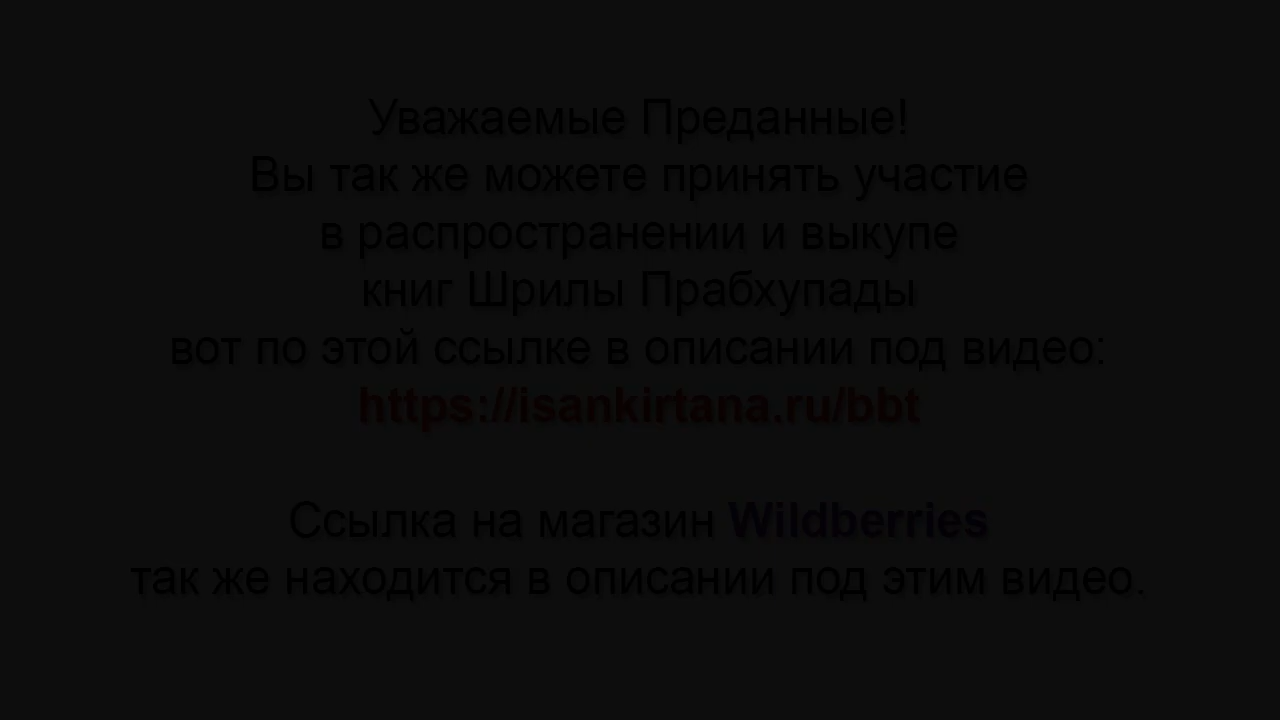 Уважаемые Преданные!
Вы так же можете принять участие
в распространении и выкупе
книг Шрилы Прабхупады
вот по этой ссылке в описании под видео:
https://isankirtana.ru/bbt
Ссылка на магазин Wildberries
так же находится в описании под этим видео.